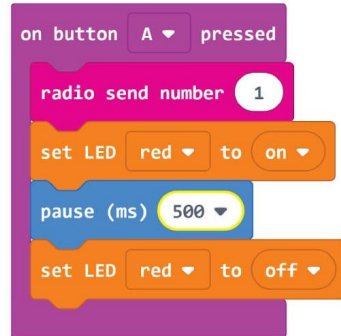 on button A pressed
radio send number 1
set LED red to on
pause (ms) 500
set LED red to off